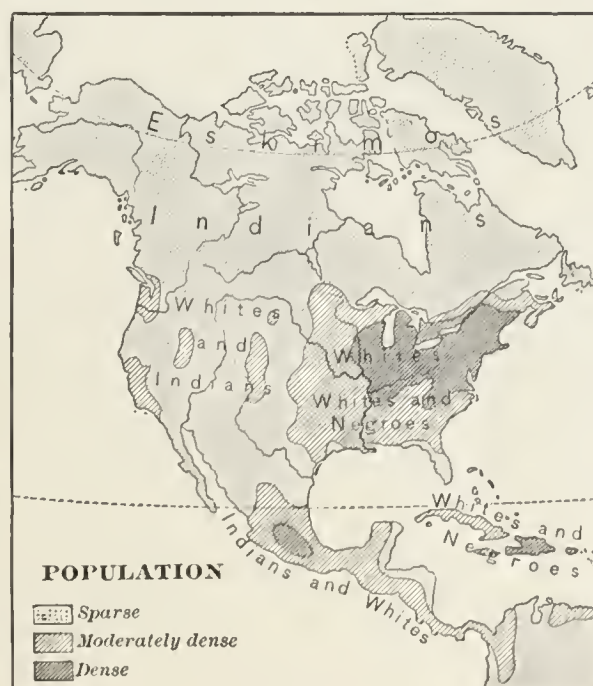 Eskimos
Indians
Whites
and
Indians
Whites
Whites and
Negroes
Whites and
Negroes
Indians and Whites
POPULATION
Sparse
Moderately dense
Dense